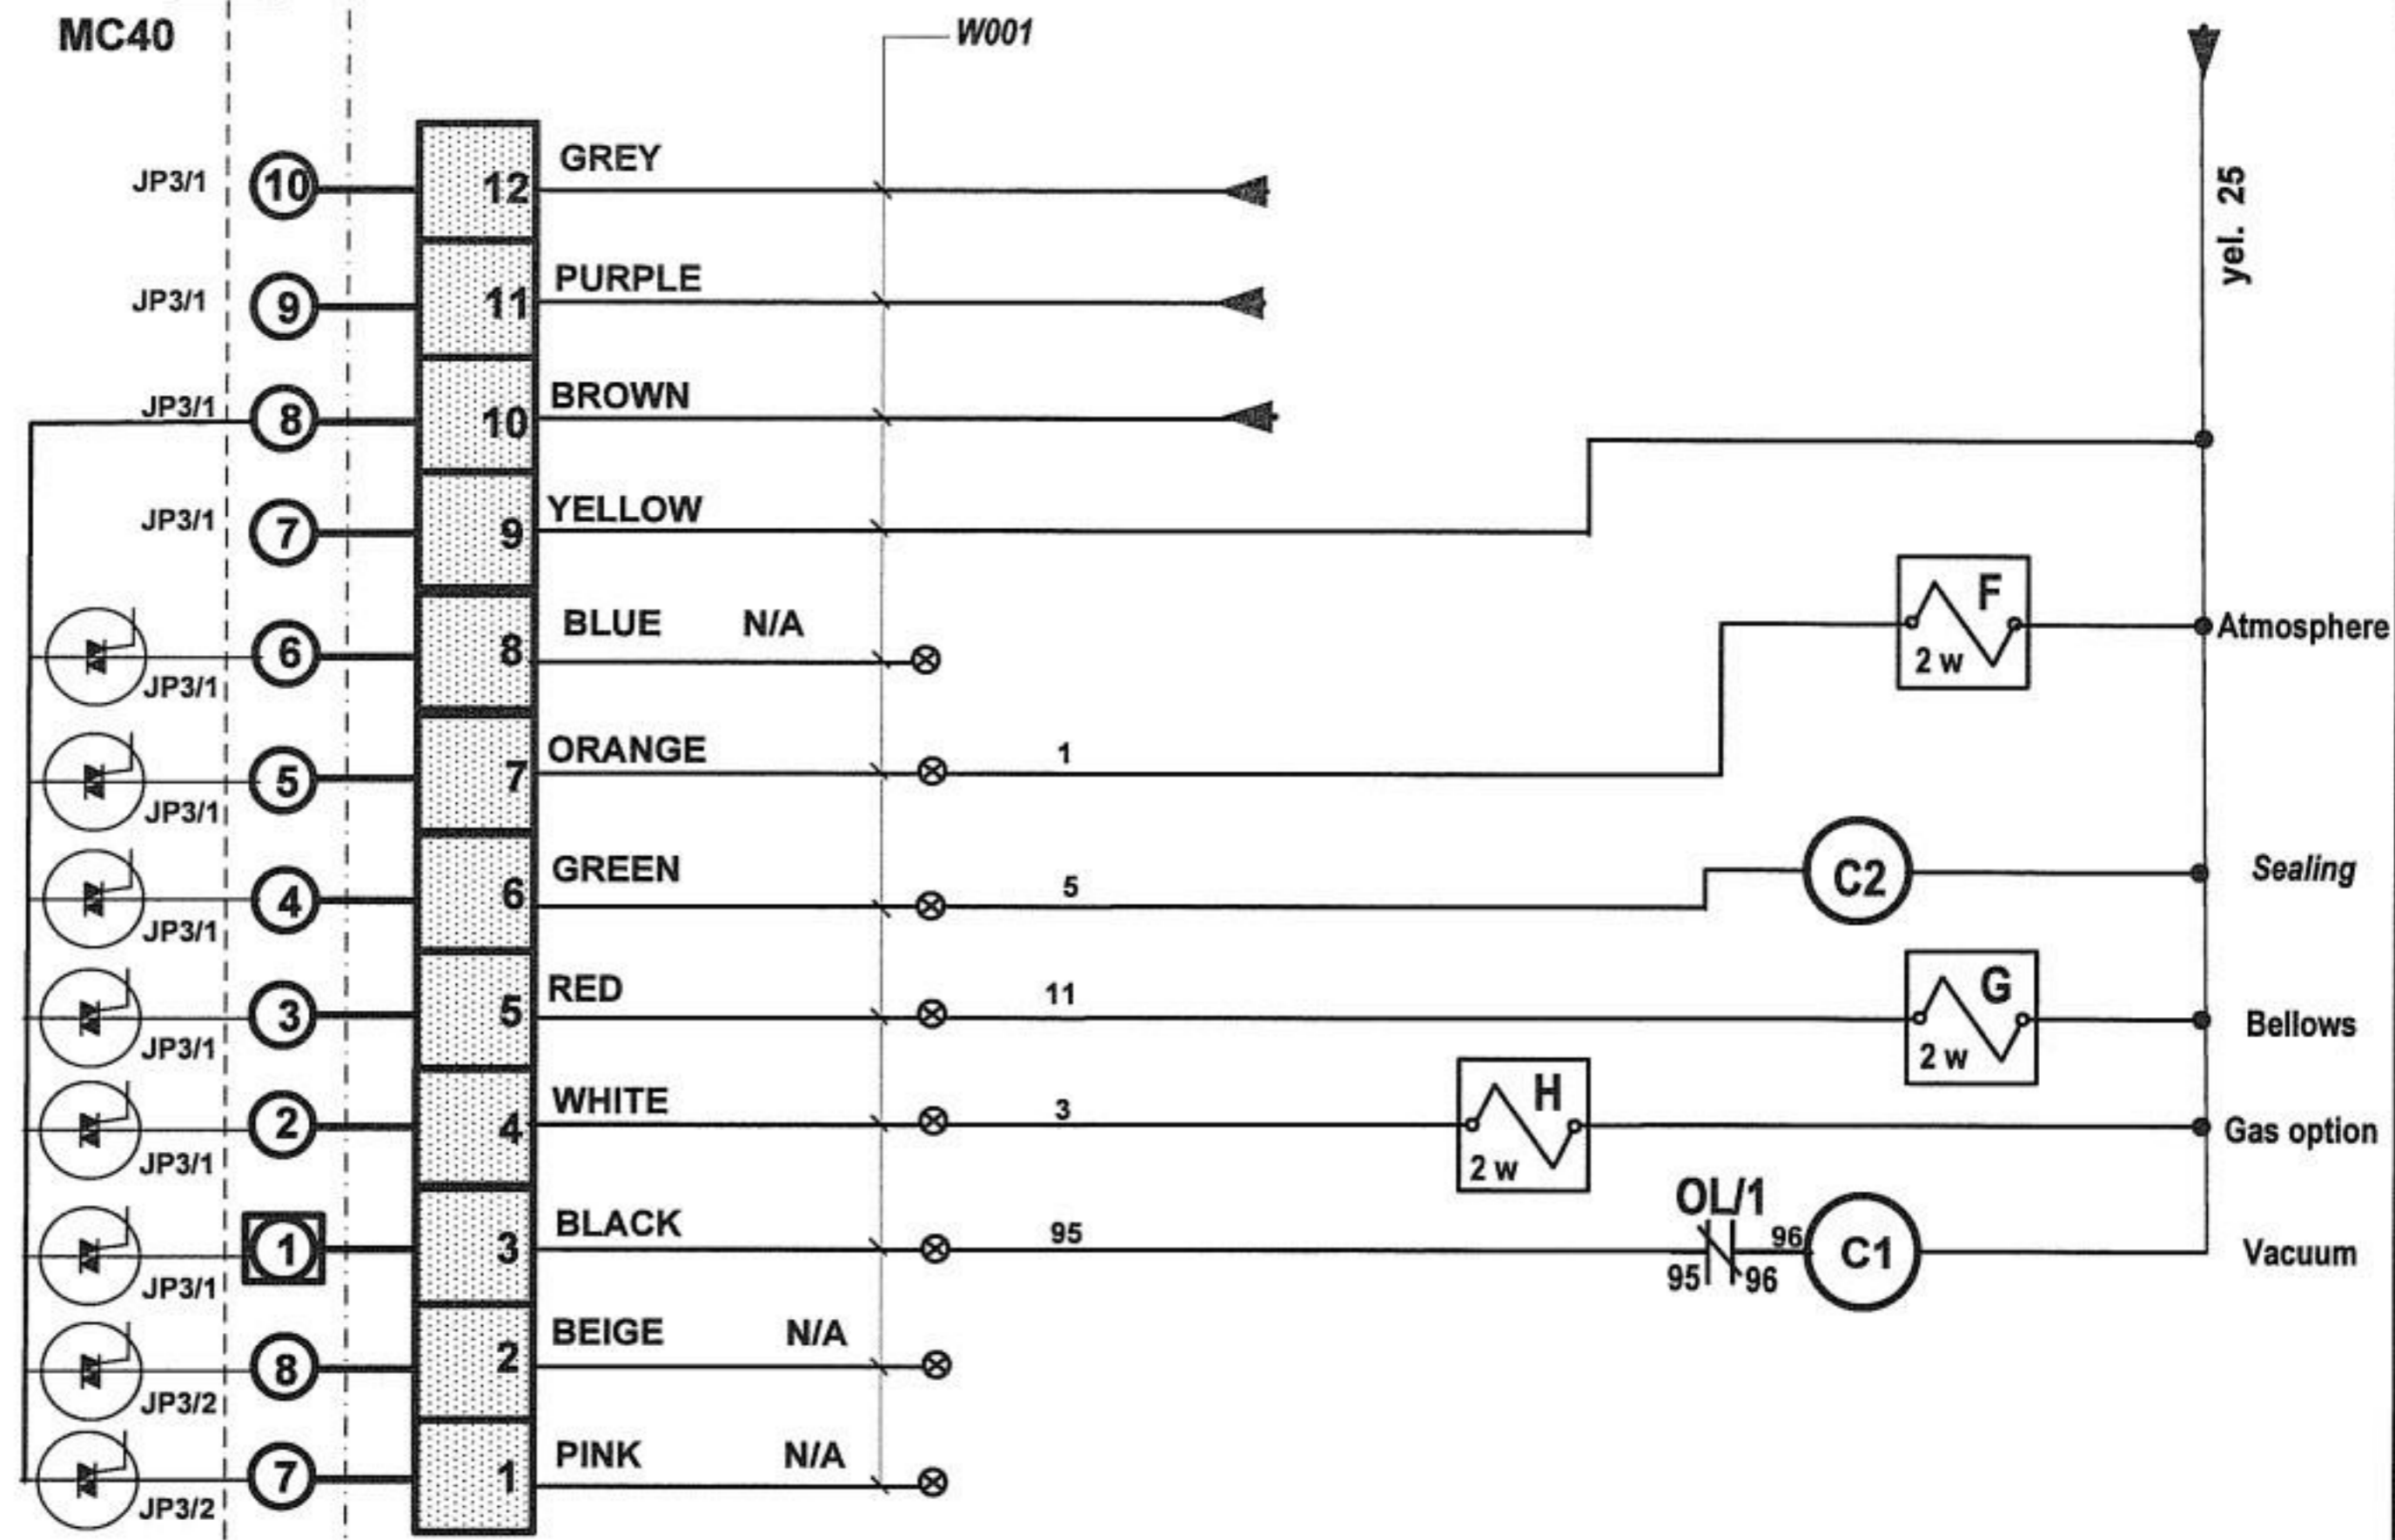 MC40
W001
yel. 25
JP3/1 10 12 GREY
JP3/1 9 11 PURPLE
JP3/1 8 10 BROWN
JP3/1 7 9 YELLOW
JP3/1 6 8 BLUE N/A
F 2 w Atmosphere
JP3/1 5 7 ORANGE 1
JP3/1 4 6 GREEN 5 C2 Sealing
JP3/1 3 5 RED 11 G 2 w Bellows
JP3/1 2 4 WHITE 3 H 2 w Gas option
JP3/1 1 3 BLACK 95 OL/1 95 96 96 C1 Vacuum
JP3/2 8 2 BEIGE N/A
JP3/2 7 1 PINK N/A